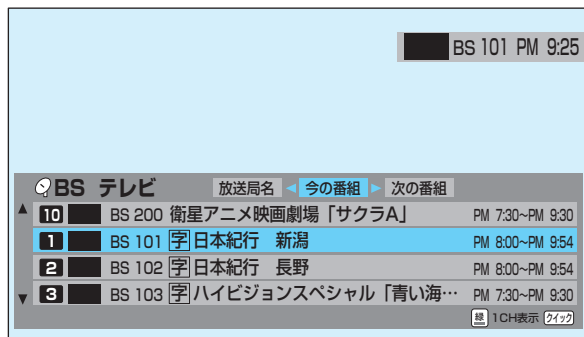 BS 101 PM 9:25
BS テレビ 放送局名 ◀ 今の番組 ▶ 次の番組
▲ 10 BS 200 衛星アニメ映画劇場「サクラA」 PM 7:30~PM 9:30
1 BS 101 字 日本紀行 新潟 PM 8:00~PM 9:54
2 BS 102 字 日本紀行 長野 PM 8:00~PM 9:54
▼ 3 BS 103 字 ハイビジョンスペシャル「青い海… PM 7:30~PM 9:30
緑 1CH表示 クイック